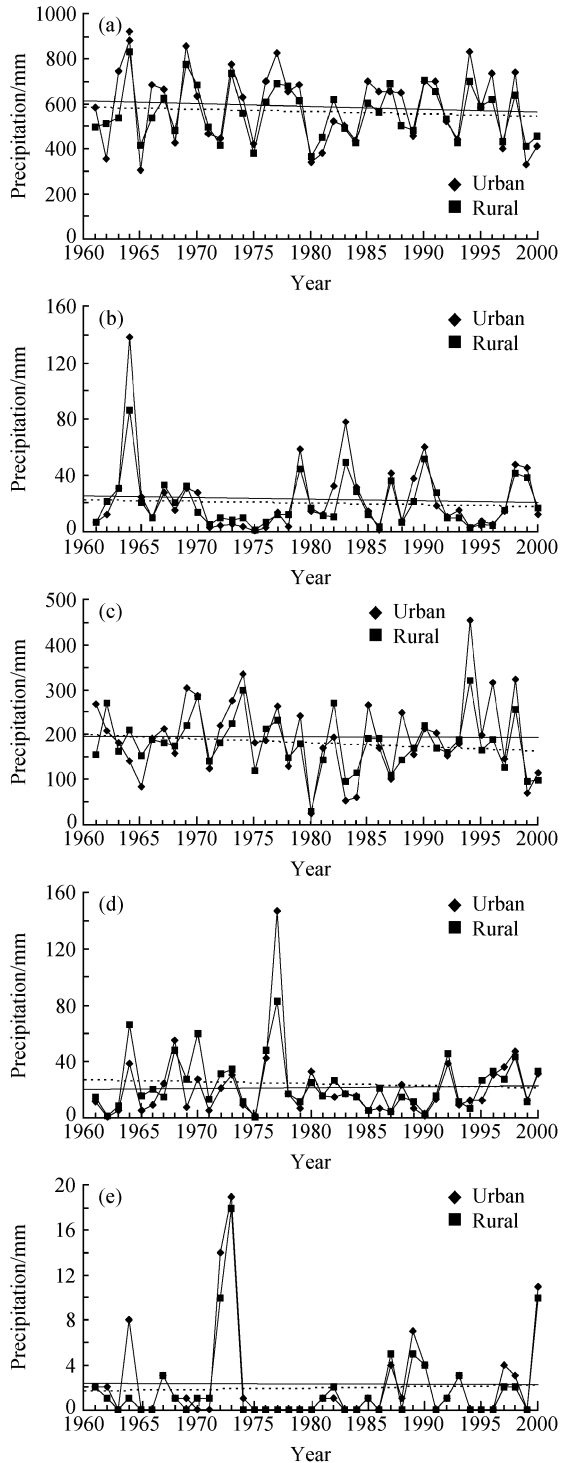 (a)
Precipitation/mm
1000
800
600
400
200
0
Urban
Rural
1960 1965 1970 1975 1980 1985 1990 1995 2000
Year
(b)
Precipitation/mm
160
120
80
40
0
Urban
Rural
1960 1965 1970 1975 1980 1985 1990 1995 2000
Year
(c)
Precipitation/mm
500
400
300
200
100
0
Urban
Rural
1960 1965 1970 1975 1980 1985 1990 1995 2000
Year
(d)
Precipitation/mm
160
120
80
40
0
Urban
Rural
1960 1965 1970 1975 1980 1985 1990 1995 2000
Year
(e)
Precipitation/mm
20
16
12
8
4
0
Urban
Rural
1960 1965 1970 1975 1980 1985 1990 1995 2000
Year